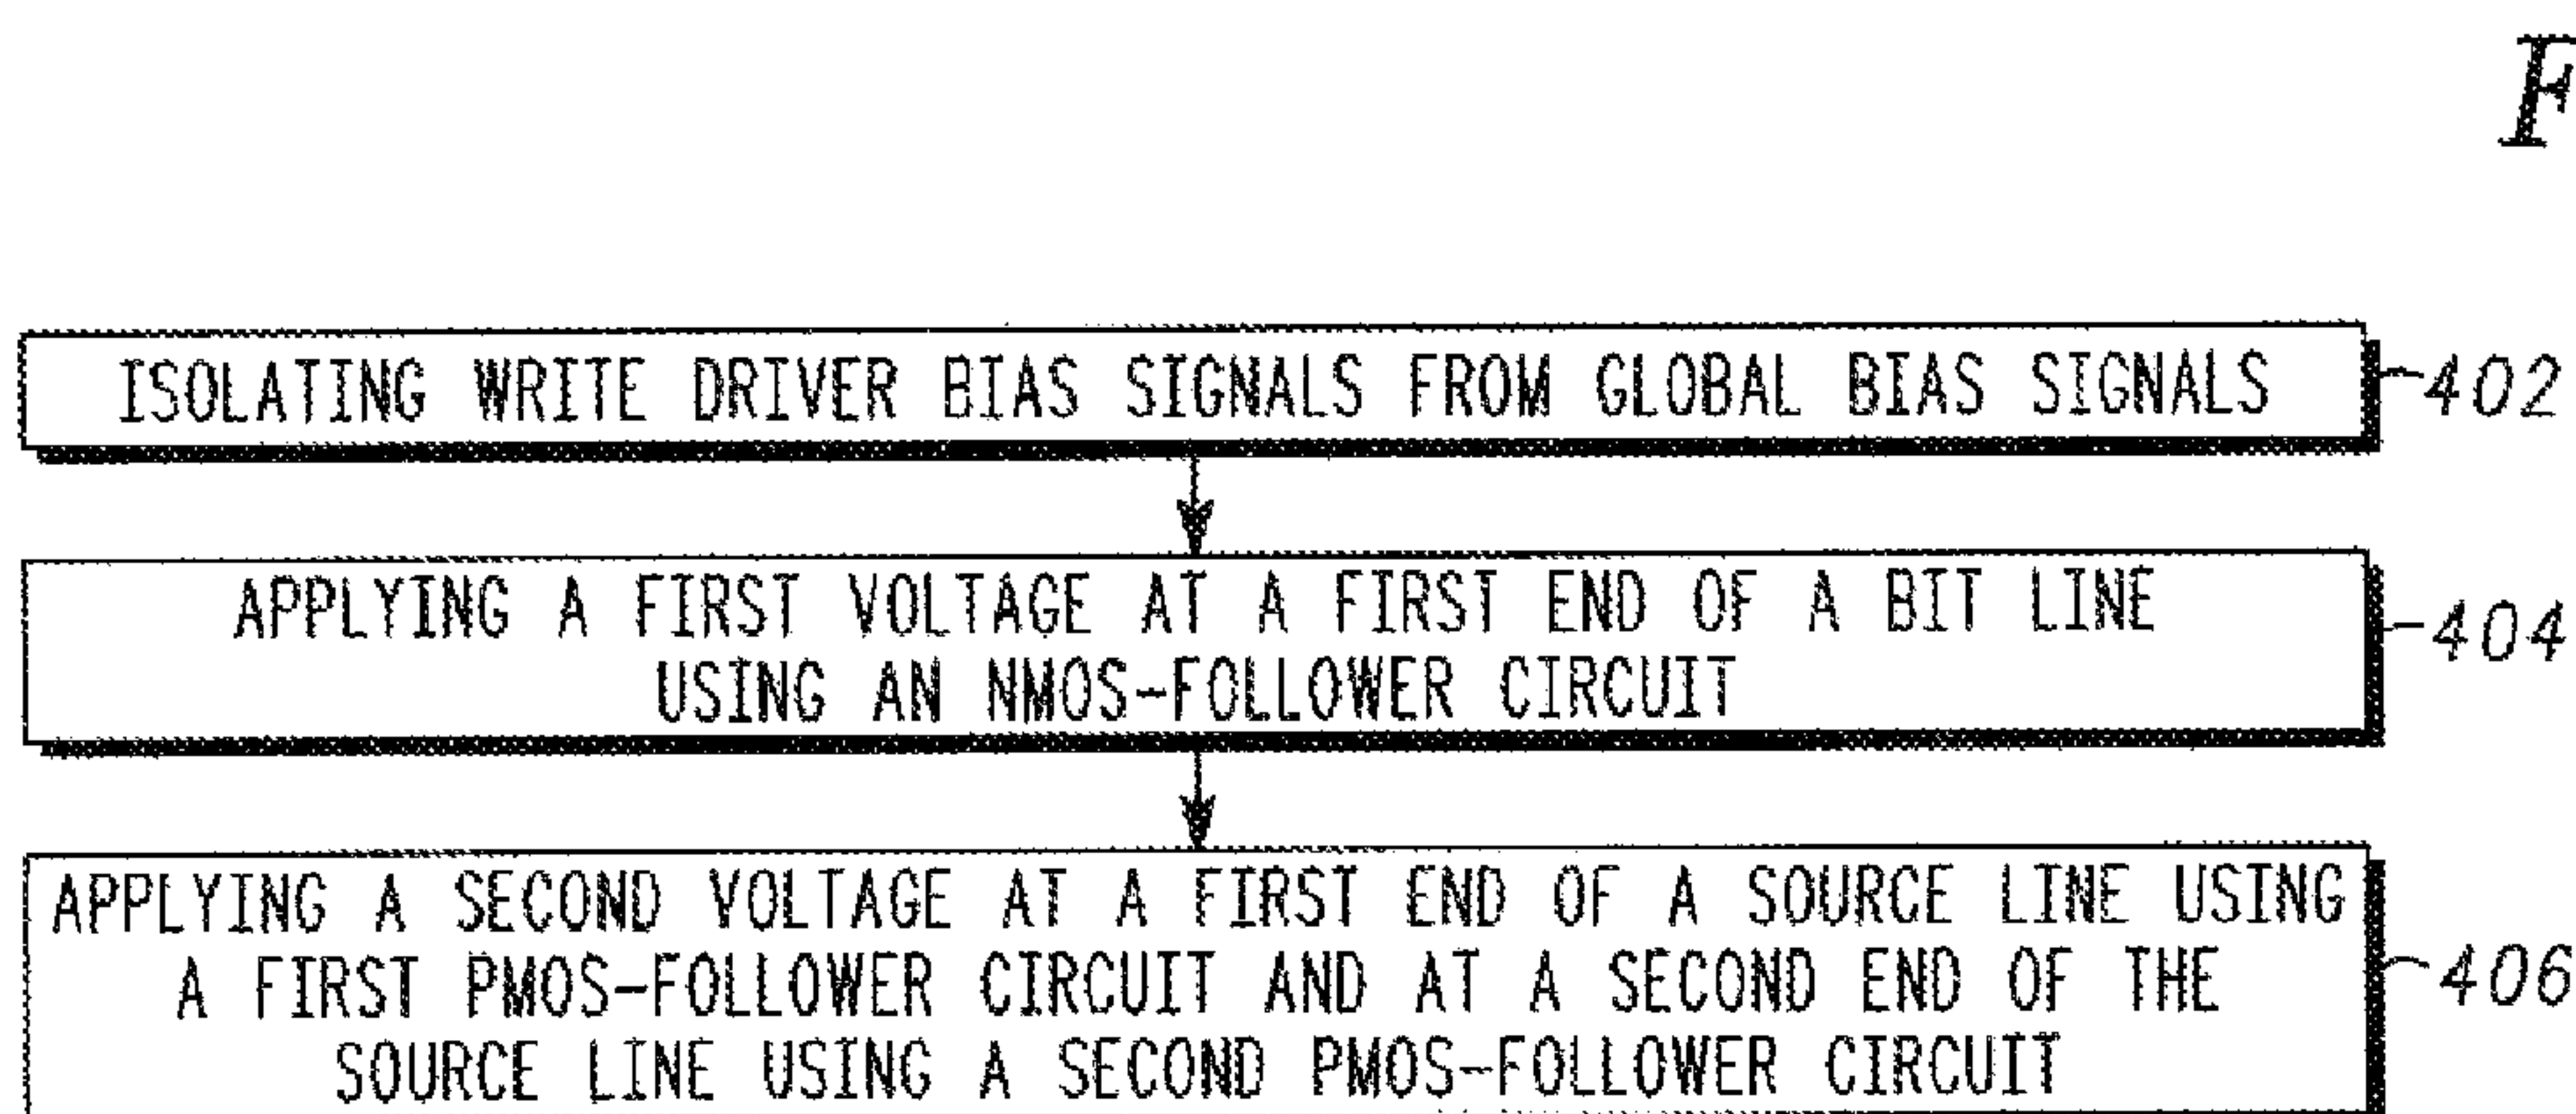 F
ISOLATING WRITE DRIVER BIAS SIGNALS FROM GLOBAL BIAS SIGNALS
402
APPLYING A FIRST VOLTAGE AT A FIRST END OF A BIT LINE
USING AN NMOS-FOLLOWER CIRCUIT
404
APPLYING A SECOND VOLTAGE AT A FIRST END OF A SOURCE LINE USING
A FIRST PMOS-FOLLOWER CIRCUIT AND AT A SECOND END OF THE
SOURCE LINE USING A SECOND PMOS-FOLLOWER CIRCUIT
406